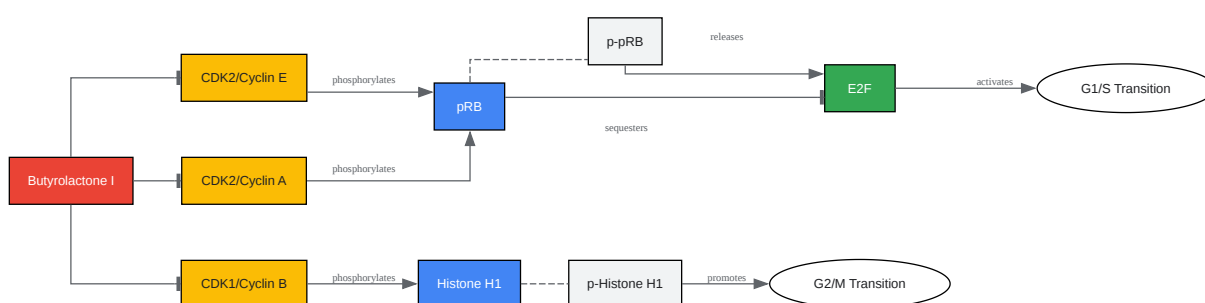 p-pRB
releases
CDK2/Cyclin E
phosphorylates
pRB
E2F
activates
G1/S Transition
sequesters
Butyrolactone I
CDK2/Cyclin A
phosphorylates
CDK1/Cyclin B
phosphorylates
Histone H1
p-Histone H1
promotes
G2/M Transition